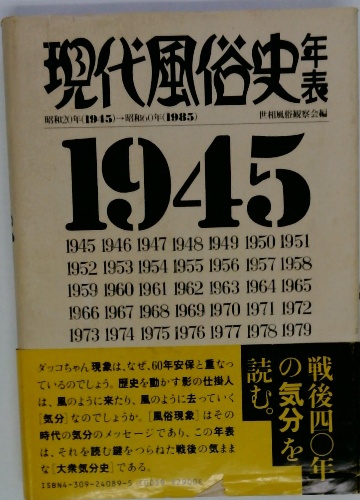 現代風俗史年表
昭和20年(1945)→昭和60年(1985)
世相風俗観察会編
1945
1945 1946 1947 1948 1949 1950 1951
1952 1953 1954 1955 1956 1957 1958
1959 1960 1961 1962 1963 1964 1965
1966 1967 1968 1969 1970 1971 1972
1973 1974 1975 1976 1977 1978 1979
戦後四〇年
の気分を
読む。
ダッコちゃん現象は、なぜ、60年安保と重なっ
ているのでしょう。歴史を動かす影の仕掛人
は、風のように来たり、風のように去っていく
[気分]なのでしょうか。[風俗現象]はその
時代の気分のメッセージであり、この年表
は、それを読む鍵をつらねた戦後の気まま
な[大衆気分史]である。
ISBN4-309-24089-5